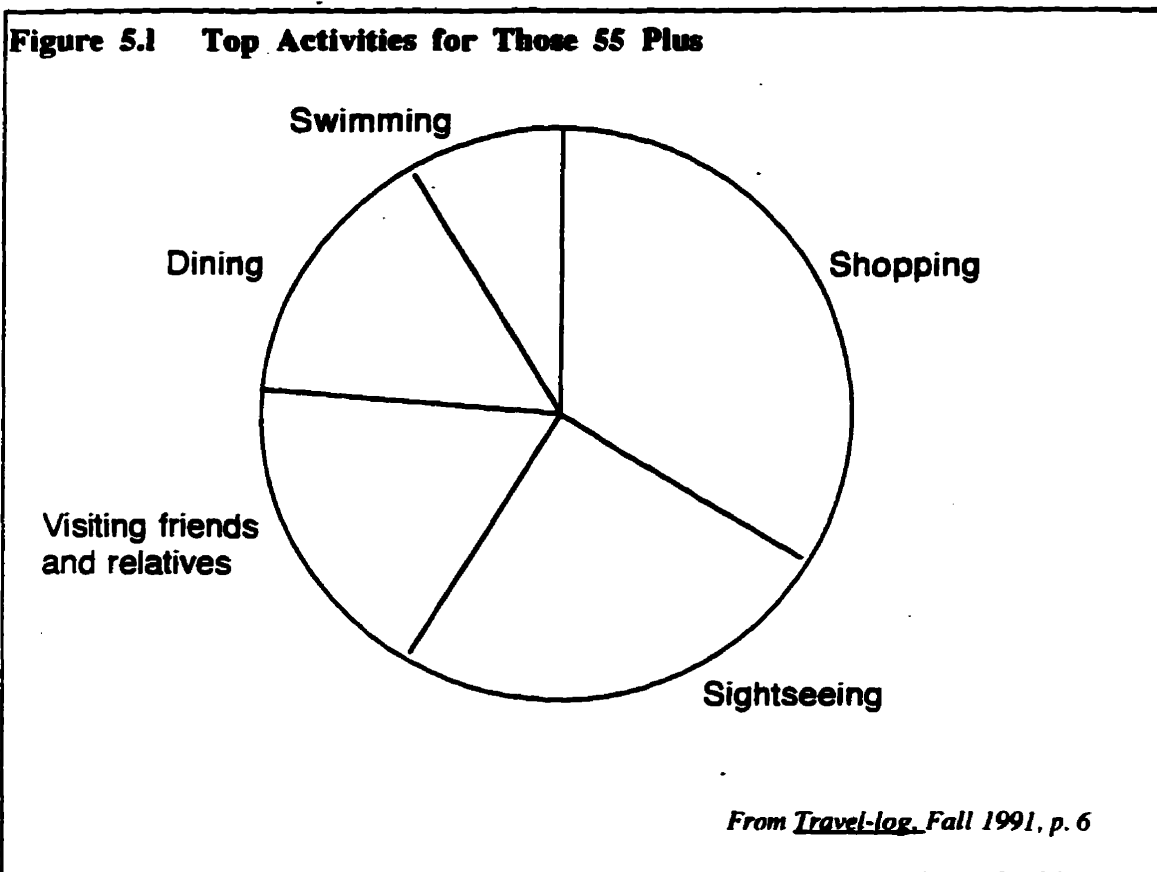 Figure 5.1 Top Activities for Those 55 Plus
Swimming
Dining
Shopping
Visiting friends
and relatives
Sightseeing
From Travel-log, Fall 1991, p. 6